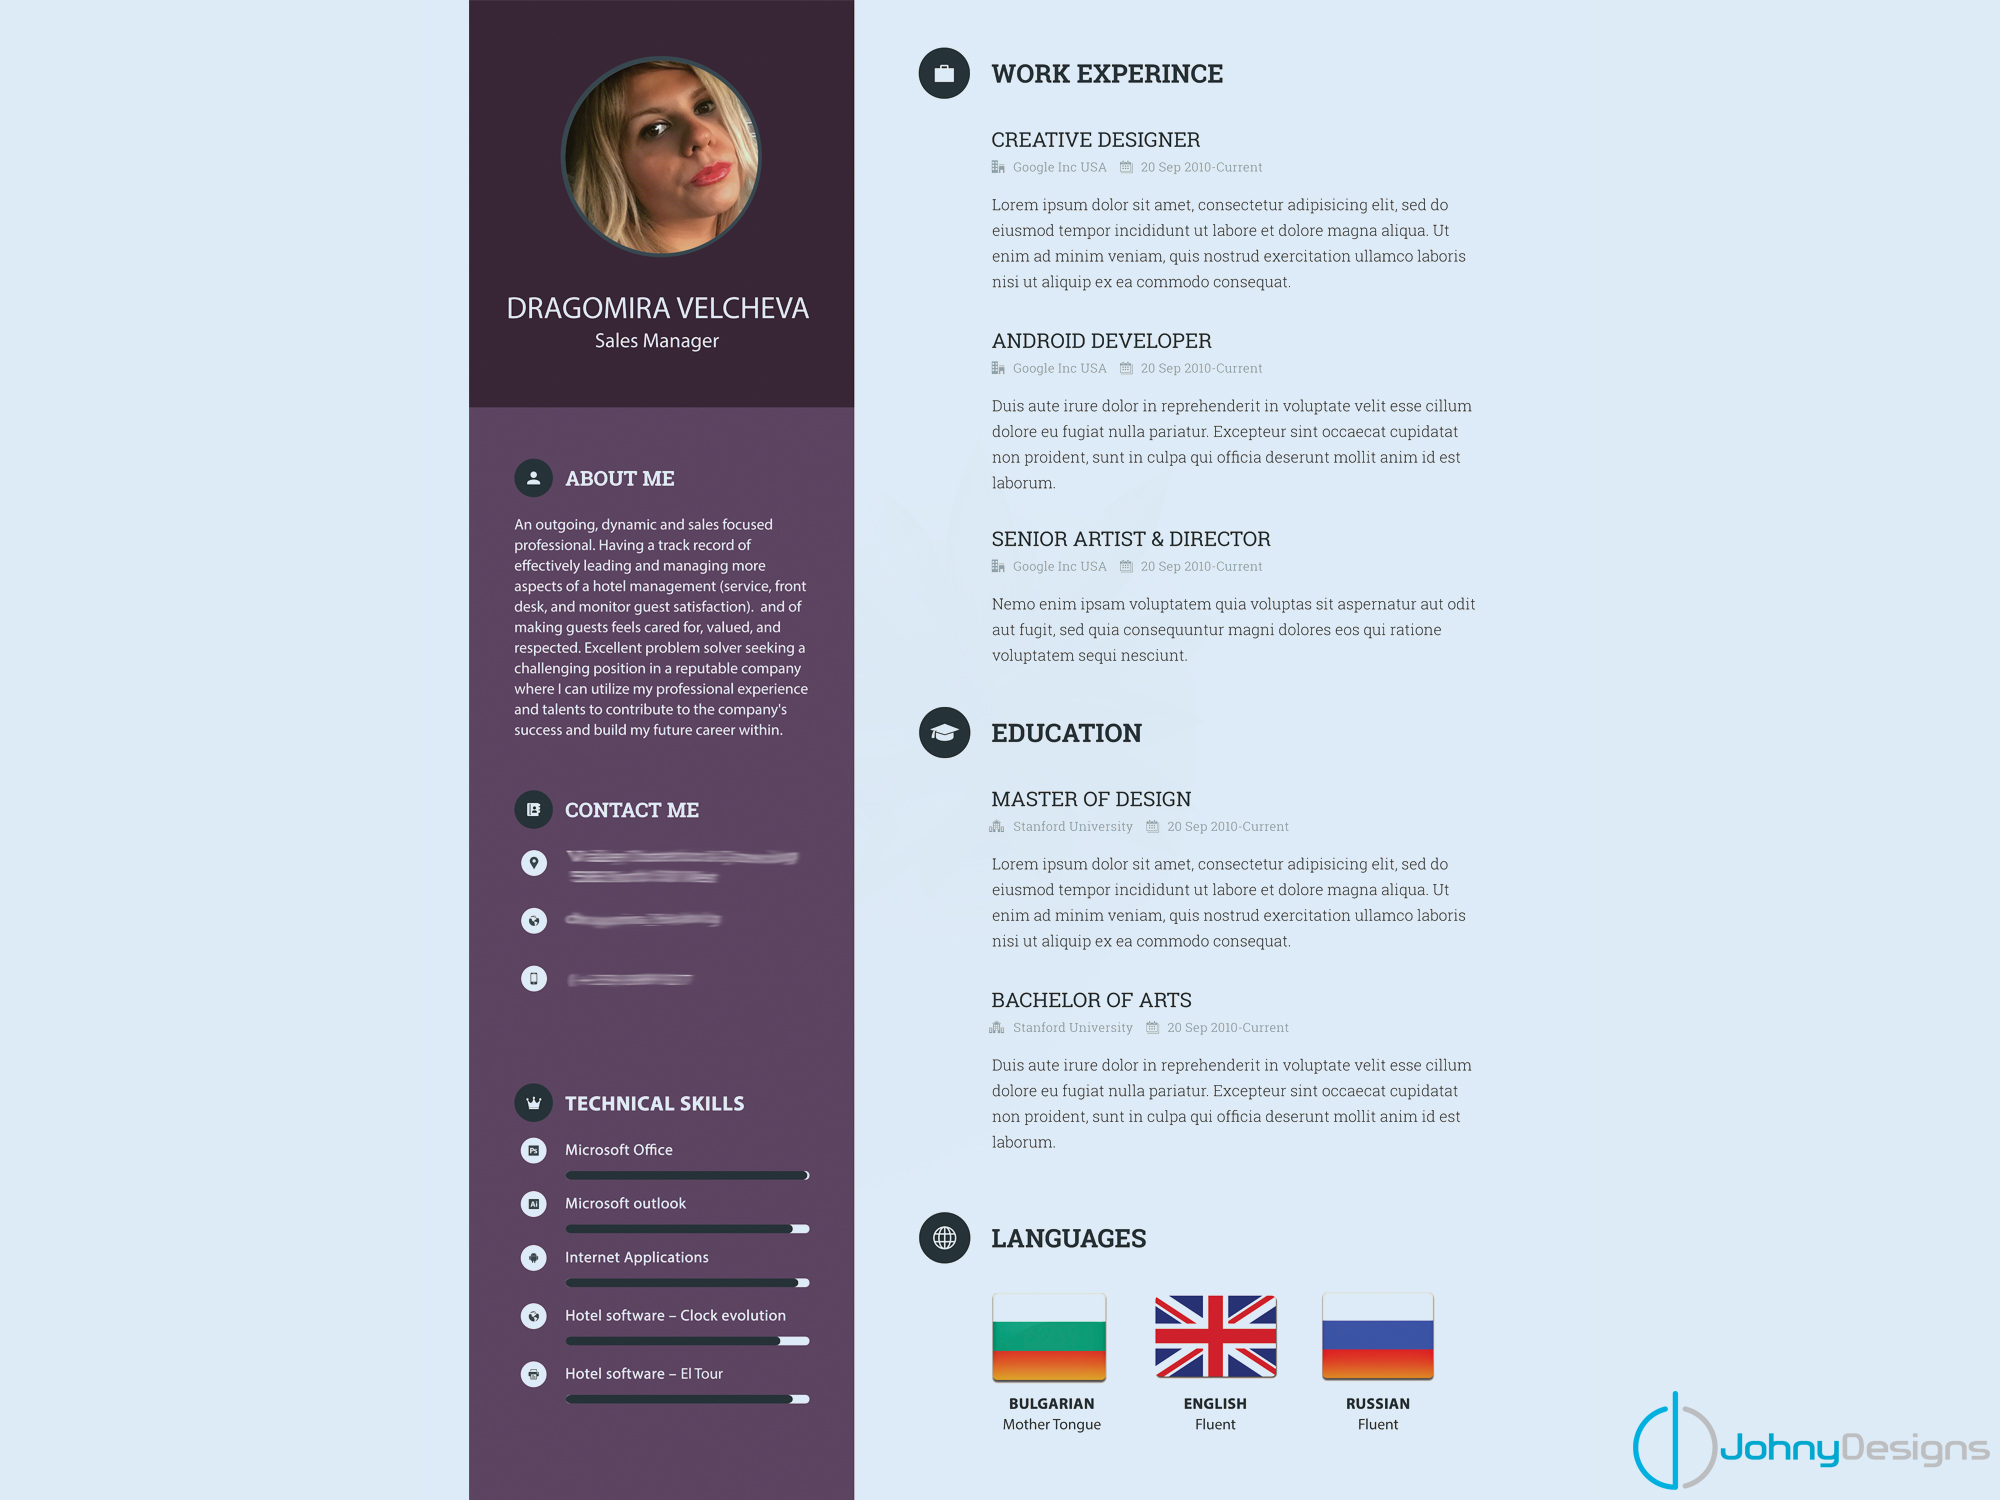 DRAGOMIRA VELCHEVA
Sales Manager
ABOUT ME
An outgoing, dynamic and sales focused
professional. Having a track record of
effectively leading and managing more
aspects of a hotel management (service, front
desk, and monitor guest satisfaction).  and of
making guests feels cared for, valued, and
respected. Excellent problem solver seeking a
challenging position in a reputable company
where I can utilize my professional experience
and talents to contribute to the company's
success and build my future career within.
CONTACT ME
TECHNICAL SKILLS
Ps Microsoft Office
AI Microsoft outlook
Internet Applications
Hotel software – Clock evolution
Hotel software – El Tour
WORK EXPERINCE
CREATIVE DESIGNER
Google Inc USA 20 Sep 2010-Current
Lorem ipsum dolor sit amet, consectetur adipisicing elit, sed do
eiusmod tempor incididunt ut labore et dolore magna aliqua. Ut
enim ad minim veniam, quis nostrud exercitation ullamco laboris
nisi ut aliquip ex ea commodo consequat.
ANDROID DEVELOPER
Google Inc USA 20 Sep 2010-Current
Duis aute irure dolor in reprehenderit in voluptate velit esse cillum
dolore eu fugiat nulla pariatur. Excepteur sint occaecat cupidatat
non proident, sunt in culpa qui officia deserunt mollit anim id est
laborum.
SENIOR ARTIST & DIRECTOR
Google Inc USA 20 Sep 2010-Current
Nemo enim ipsam voluptatem quia voluptas sit aspernatur aut odit
aut fugit, sed quia consequuntur magni dolores eos qui ratione
voluptatem sequi nesciunt.
EDUCATION
MASTER OF DESIGN
Stanford University 20 Sep 2010-Current
Lorem ipsum dolor sit amet, consectetur adipisicing elit, sed do
eiusmod tempor incididunt ut labore et dolore magna aliqua. Ut
enim ad minim veniam, quis nostrud exercitation ullamco laboris
nisi ut aliquip ex ea commodo consequat.
BACHELOR OF ARTS
Stanford University 20 Sep 2010-Current
Duis aute irure dolor in reprehenderit in voluptate velit esse cillum
dolore eu fugiat nulla pariatur. Excepteur sint occaecat cupidatat
non proident, sunt in culpa qui officia deserunt mollit anim id est
laborum.
LANGUAGES
BULGARIAN
Mother Tongue
ENGLISH
Fluent
RUSSIAN
Fluent
JohnyDesigns